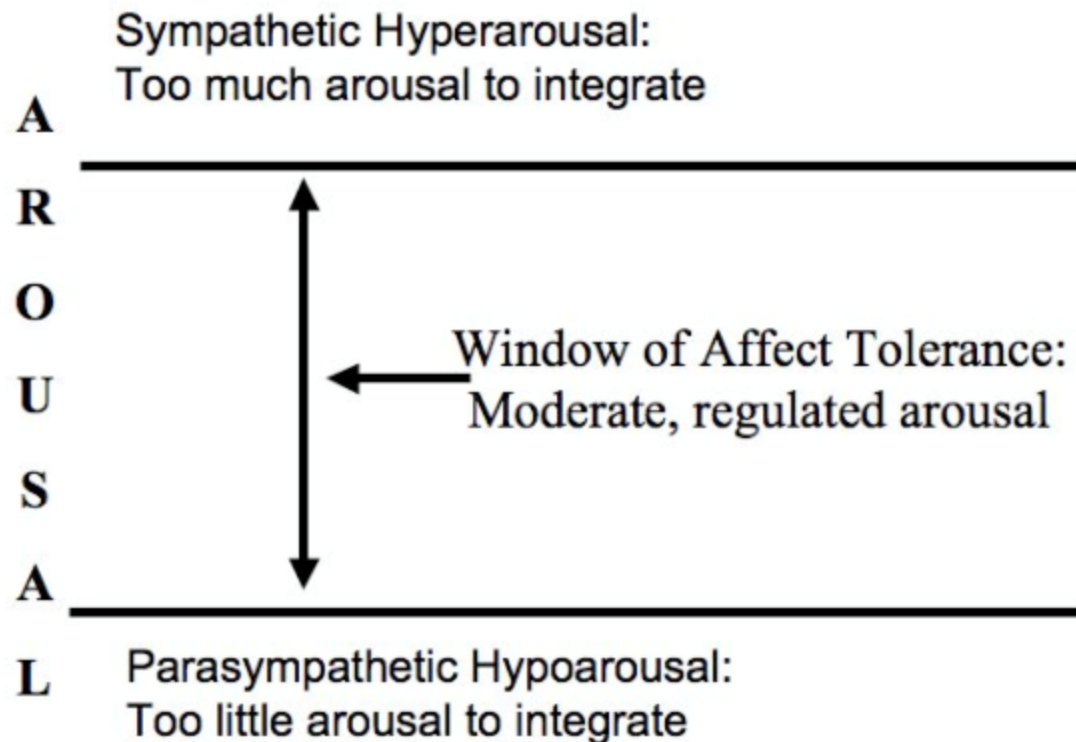 Sympathetic Hyperarousal:
Too much arousal to integrate
AROUSAL
Window of Affect Tolerance:
Moderate, regulated arousal
Parasympathetic Hypoarousal:
Too little arousal to integrate